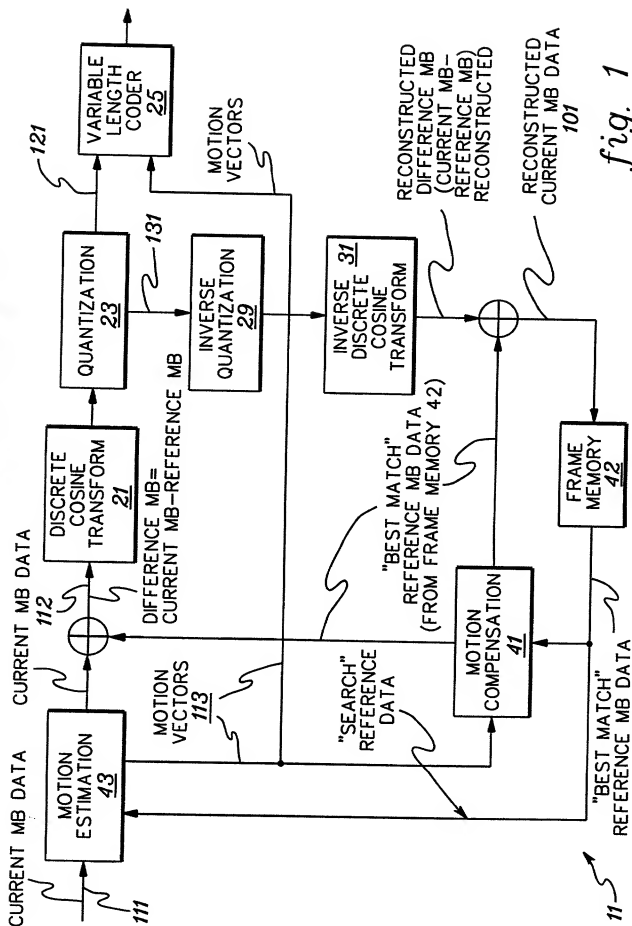 CURRENT MB DATA
111
MOTION
ESTIMATION
43
CURRENT MB DATA
112
DIFFERENCE MB=
CURRENT MB-REFERENCE MB
DISCRETE
COSINE
TRANSFORM
21
QUANTIZATION
23
121
VARIABLE
LENGTH
CODER
25
131
INVERSE
QUANTIZATION
29
MOTION
VECTORS
MOTION
VECTORS
113
INVERSE
DISCRETE
COSINE
TRANSFORM
31
"SEARCH"
REFERENCE
DATA
"BEST MATCH"
REFERENCE MB DATA
(FROM FRAME MEMORY 42)
RECONSTRUCTED
DIFFERENCE MB
(CURRENT MB-
REFERENCE MB)
RECONSTRUCTED
MOTION
COMPENSATION
41
RECONSTRUCTED
CURRENT MB DATA
101
FRAME
MEMORY
42
"BEST MATCH"
REFERENCE MB DATA
11
fig. 1